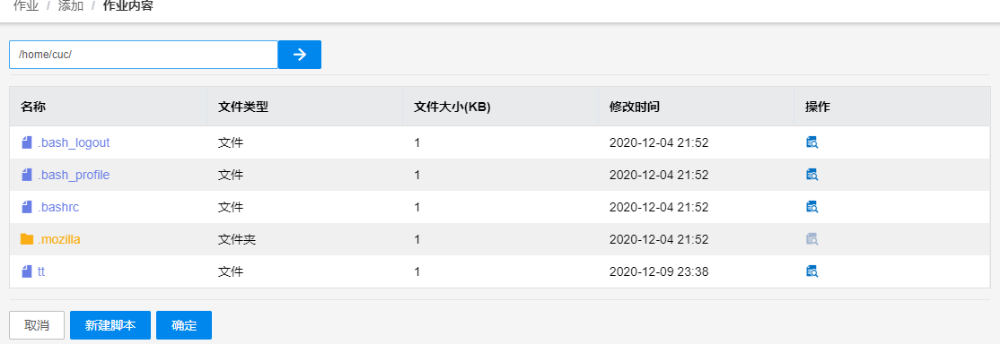 作业 / 添加 / 作业内容
/home/cuc/
名称 文件类型 文件大小(KB) 修改时间 操作
.bash_logout 文件 1 2020-12-04 21:52
.bash_profile 文件 1 2020-12-04 21:52
.bashrc 文件 1 2020-12-04 21:52
.mozilla 文件夹 1 2020-12-04 21:52
tt 文件 1 2020-12-09 23:38
取消 新建脚本 确定